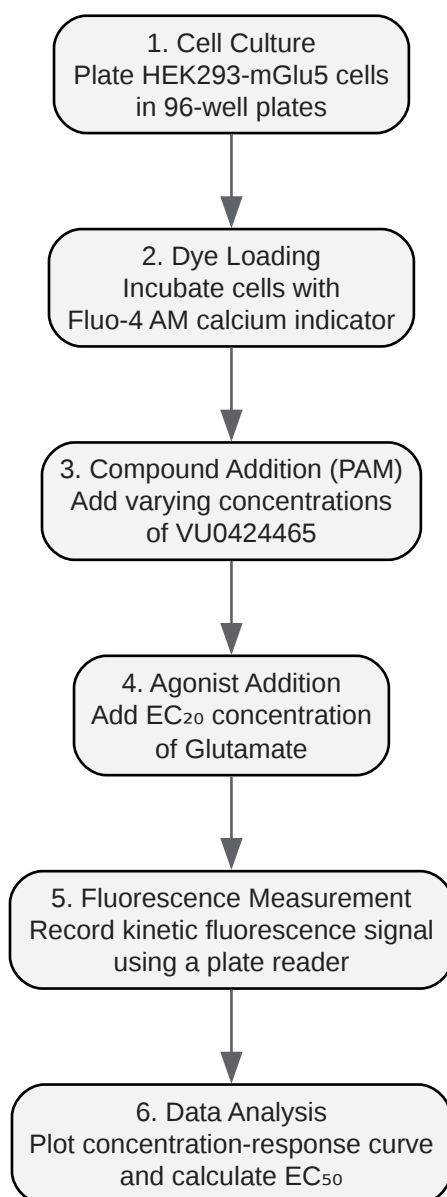 1. Cell Culture
Plate HEK293-mGlu5 cells
in 96-well plates
2. Dye Loading
Incubate cells with
Fluo-4 AM calcium indicator
3. Compound Addition (PAM)
Add varying concentrations
of VU0424465
4. Agonist Addition
Add EC₂₀ concentration
of Glutamate
5. Fluorescence Measurement
Record kinetic fluorescence signal
using a plate reader
6. Data Analysis
Plot concentration-response curve
and calculate EC₅₀